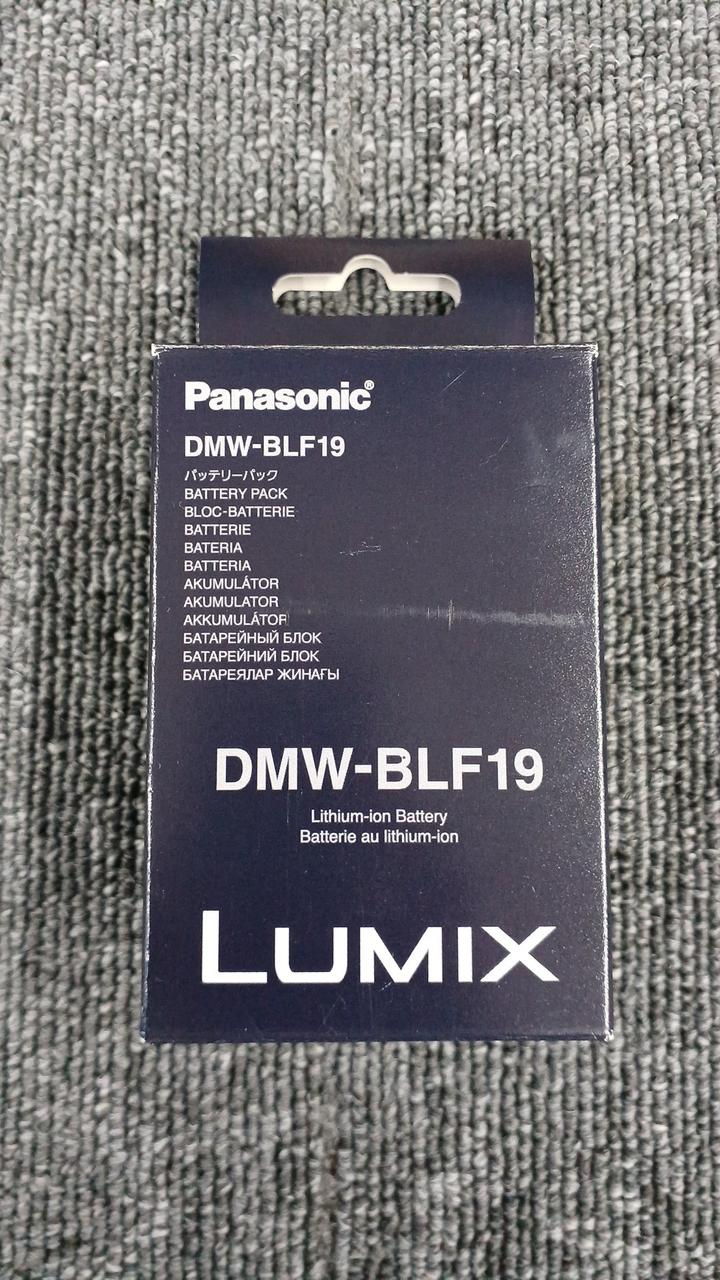 Panasonic®
DMW-BLF19
バッテリーパック
BATTERY PACK
BLOC-BATTERIE
BATTERIE
BATERIA
BATTERIA
AKUMULÁTOR
AKUMULATOR
AKKUMULÁTOR
БАТАРЕЙНЫЙ БЛОК
БАТАРЕЙНИЙ БЛОК
БАТАРЕЯЛАР ЖИНАҒЫ
DMW-BLF19
Lithium-ion Battery
Batterie au lithium-ion
LUMIX